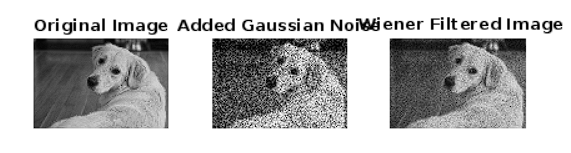 Original Image
Added Gaussian Noise
Wiener Filtered Image